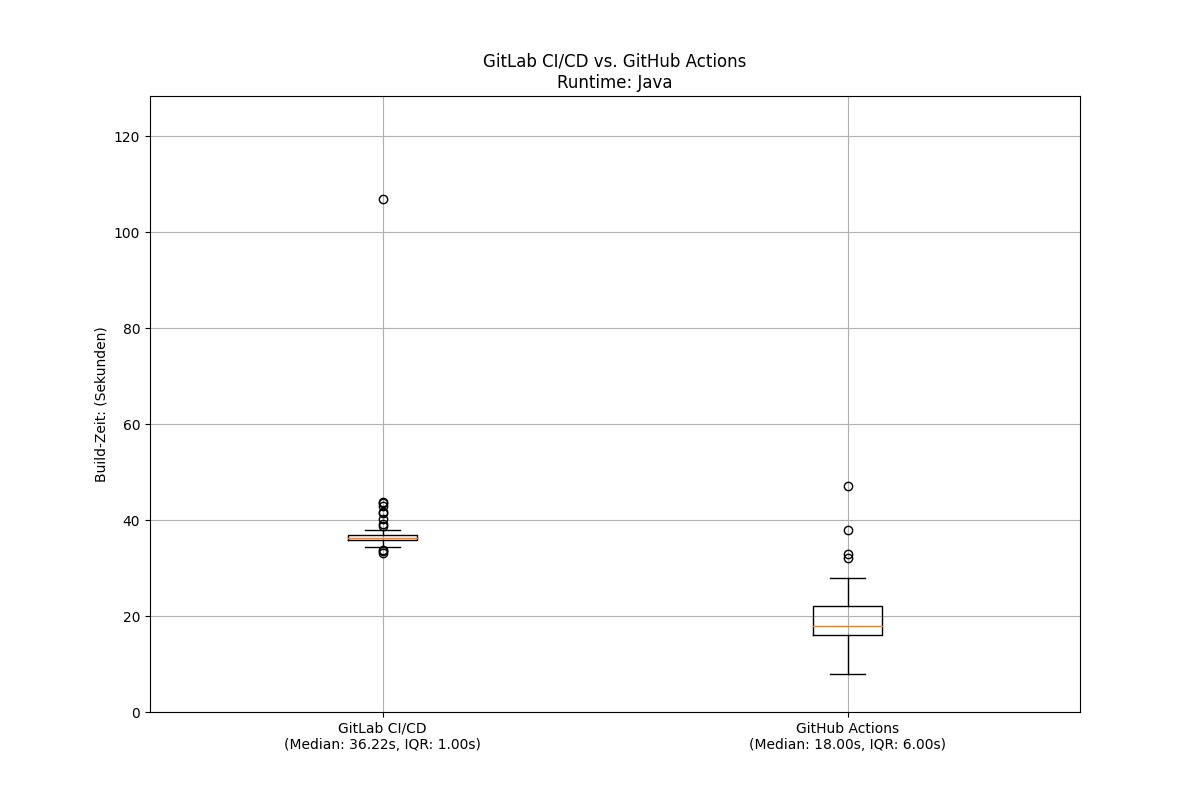 GitLab CI/CD vs. GitHub Actions
Runtime: Java
Build-Zeit: (Sekunden)
120
100
80
60
40
20
0
GitLab CI/CD
(Median: 36.22s, IQR: 1.00s)
GitHub Actions
(Median: 18.00s, IQR: 6.00s)